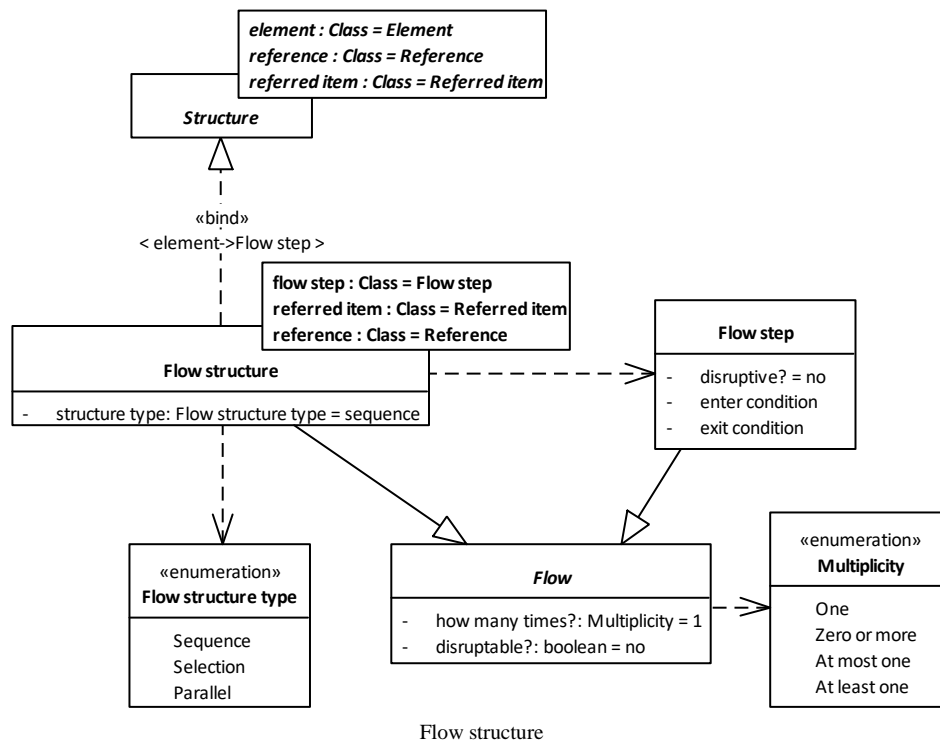 element : Class = Element
reference : Class = Reference
referred item : Class = Referred item
Structure
«bind»
< element->Flow step >
flow step : Class = Flow step
referred item : Class = Referred item
reference : Class = Reference
Flow structure
- structure type: Flow structure type = sequence
Flow step
- disruptive? = no
- enter condition
- exit condition
«enumeration»
Flow structure type
Sequence
Selection
Parallel
Flow
- how many times?: Multiplicity = 1
- disruptable?: boolean = no
«enumeration»
Multiplicity
One
Zero or more
At most one
At least one
Flow structure